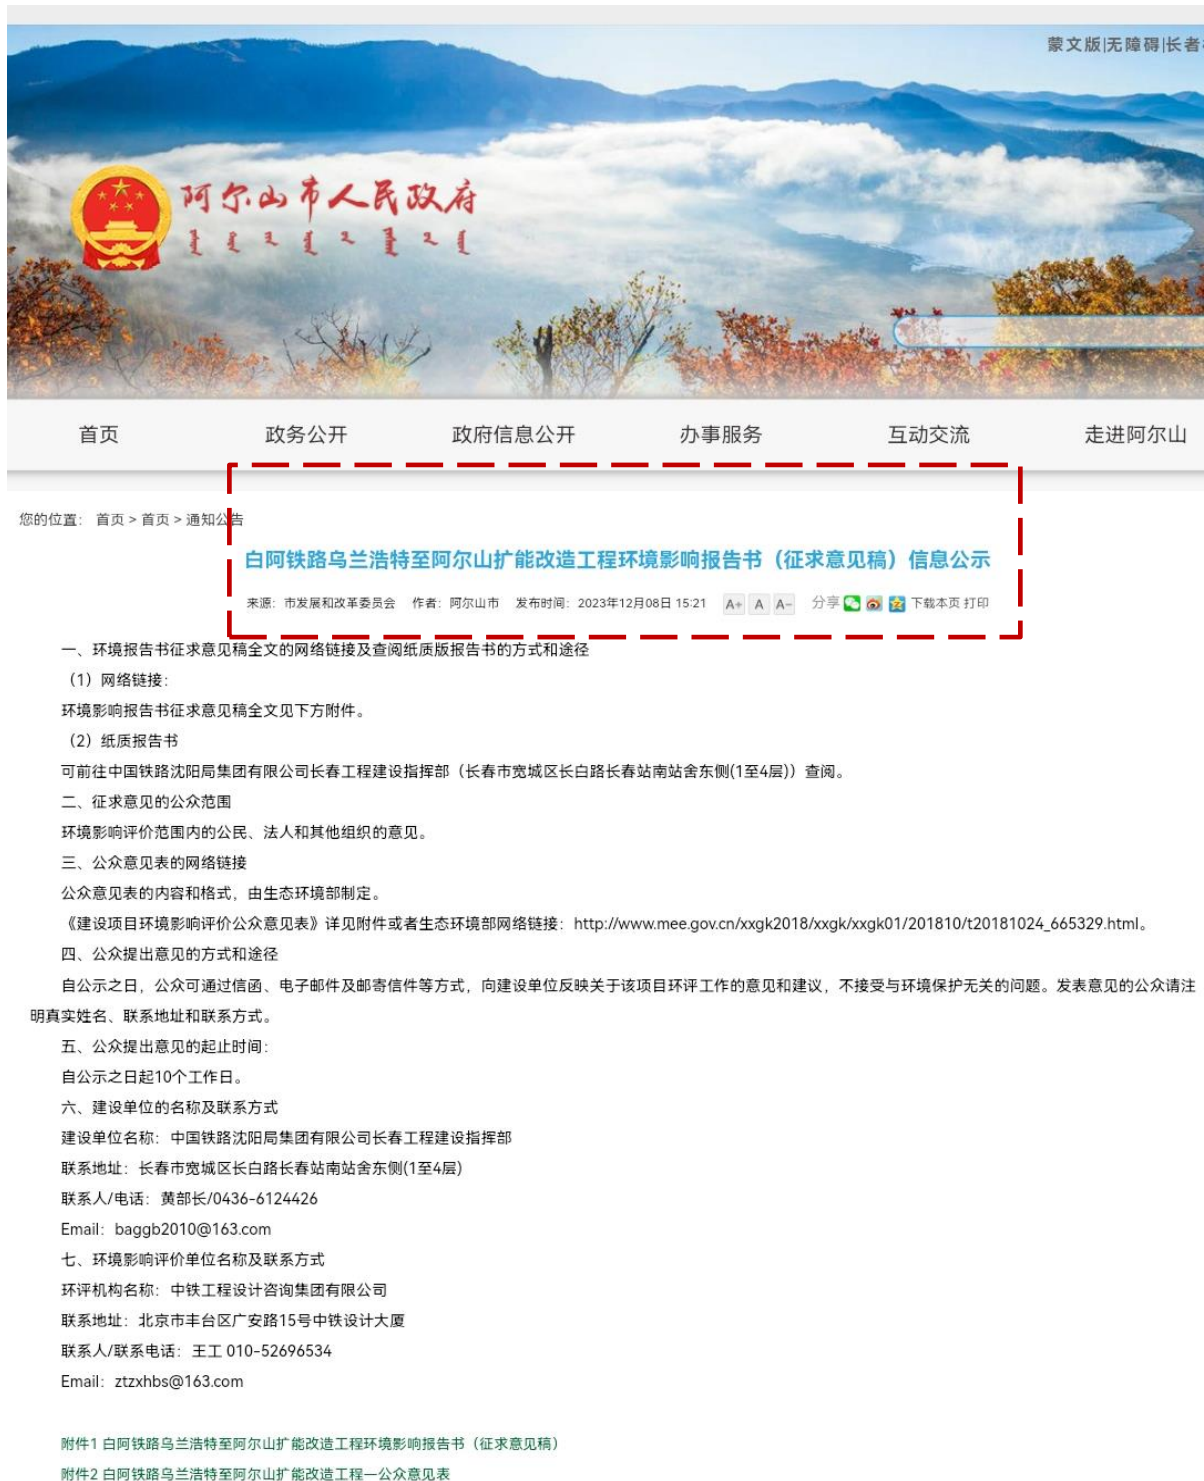 蒙文版|无障碍|长者
阿尔山市人民政府
首页 政务公开 政府信息公开 办事服务 互动交流 走进阿尔山
您的位置： 首页 > 首页 > 通知公告
白阿铁路乌兰浩特至阿尔山扩能改造工程环境影响报告书（征求意见稿）信息公示
来源：市发展和改革委员会 作者：阿尔山市 发布时间：2023年12月08日 15:21 A+ A A- 分享 下载本页 打印
一、环境报告书征求意见稿全文的网络链接及查阅纸质版报告书的方式和途径
（1）网络链接：
环境影响报告书征求意见稿全文见下方附件。
（2）纸质报告书
可前往中国铁路沈阳局集团有限公司长春工程建设指挥部（长春市宽城区长白路长春站南站舍东侧(1至4层)）查阅。
二、征求意见的公众范围
环境影响评价范围内的公民、法人和其他组织的意见。
三、公众意见表的网络链接
公众意见表的内容和格式，由生态环境部制定。
《建设项目环境影响评价公众意见表》详见附件或者生态环境部网络链接：http://www.mee.gov.cn/xxgk2018/xxgk/xxgk01/201810/t20181024_665329.html。
四、公众提出意见的方式和途径
自公示之日，公众可通过信函、电子邮件及邮寄信件等方式，向建设单位反映关于该项目环评工作的意见和建议，不接受与环境保护无关的问题。发表意见的公众请注
明真实姓名、联系地址和联系方式。
五、公众提出意见的起止时间：
自公示之日起10个工作日。
六、建设单位的名称及联系方式
建设单位名称：中国铁路沈阳局集团有限公司长春工程建设指挥部
联系地址：长春市宽城区长白路长春站南站舍东侧(1至4层)
联系人/电话：黄部长/0436-6124426
Email：baggb2010@163.com
七、环境影响评价单位名称及联系方式
环评机构名称：中铁工程设计咨询集团有限公司
联系地址：北京市丰台区广安路15号中铁设计大厦
联系人/联系电话：王工 010-52696534
Email：ztzxhbs@163.com
附件1 白阿铁路乌兰浩特至阿尔山扩能改造工程环境影响报告书（征求意见稿）
附件2 白阿铁路乌兰浩特至阿尔山扩能改造工程—公众意见表